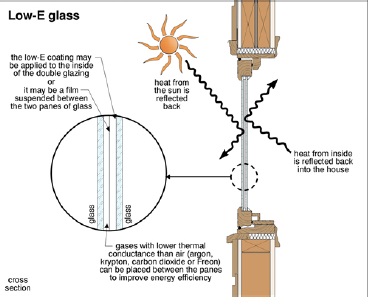 Low-E glass
the low-E coating may
be applied to the inside
of the double glazing
or
it may be a film
suspended between
the two panes of glass
heat from
the sun is
reflected
back
heat from inside
is reflected back
into the house
glass
glass
gases with lower thermal
conductance than air (argon,
krypton, carbon dioxide or Freon)
can be placed between the panes
to improve energy efficiency
cross
section